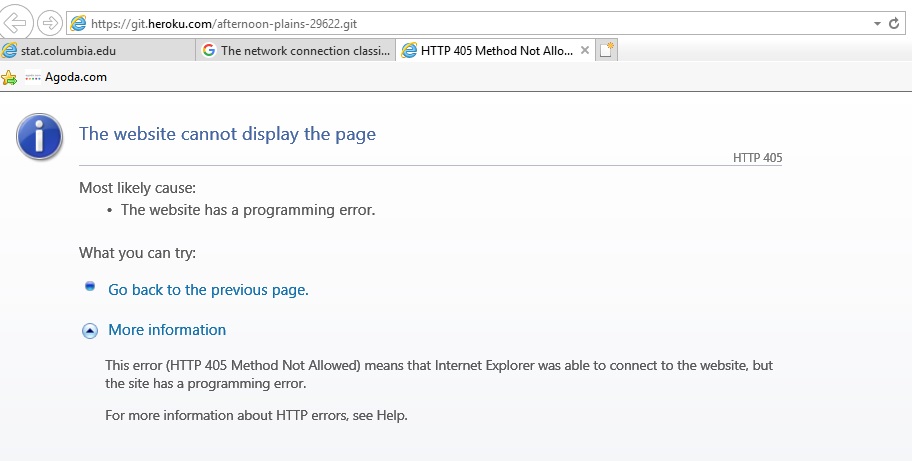 https://git.heroku.com/afternoon-plains-29622.git
stat.columbia.edu
The network connection classi...
HTTP 405 Method Not Allo...
Agoda.com
The website cannot display the page
HTTP 405
Most likely cause:
• The website has a programming error.
What you can try:
Go back to the previous page.
More information
This error (HTTP 405 Method Not Allowed) means that Internet Explorer was able to connect to the website, but
the site has a programming error.
For more information about HTTP errors, see Help.